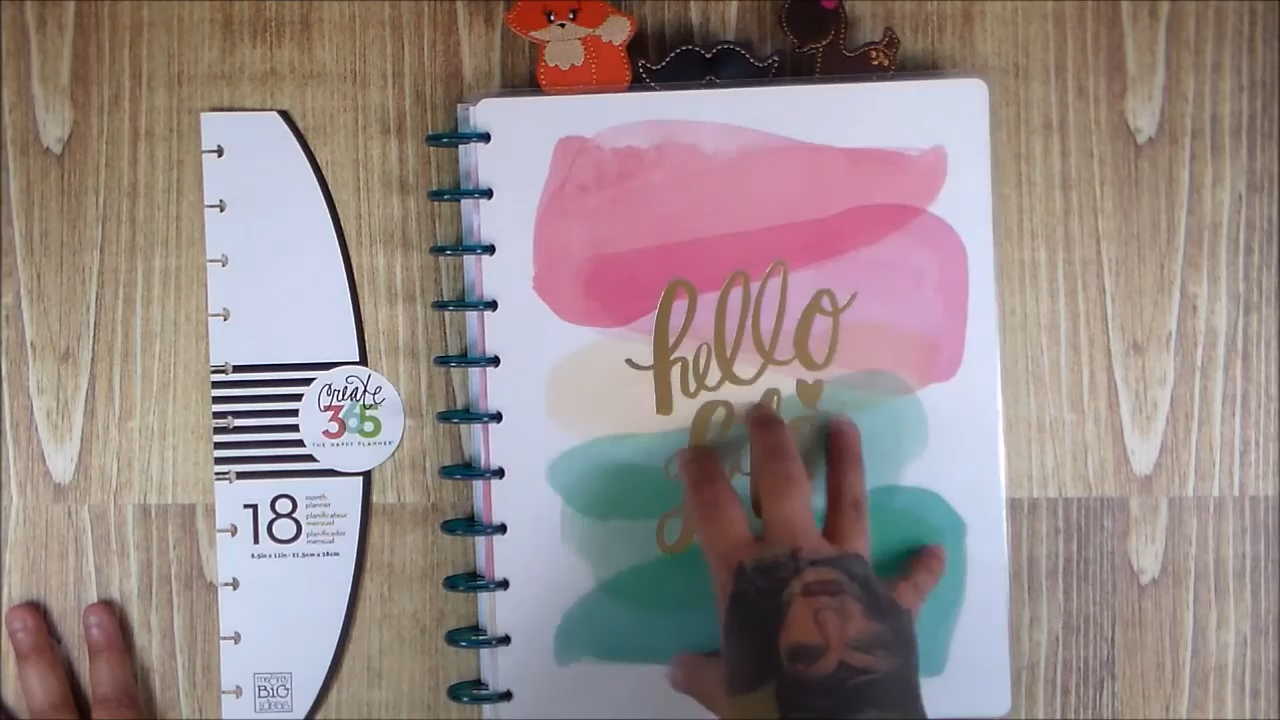 Create
365
THE HAPPY PLANNER
18
month
planner
planificateur
mensuel
planificador
mensual
8.5in x 11in • 21.5cm x 28cm
me & my
BiG
ideas
hello